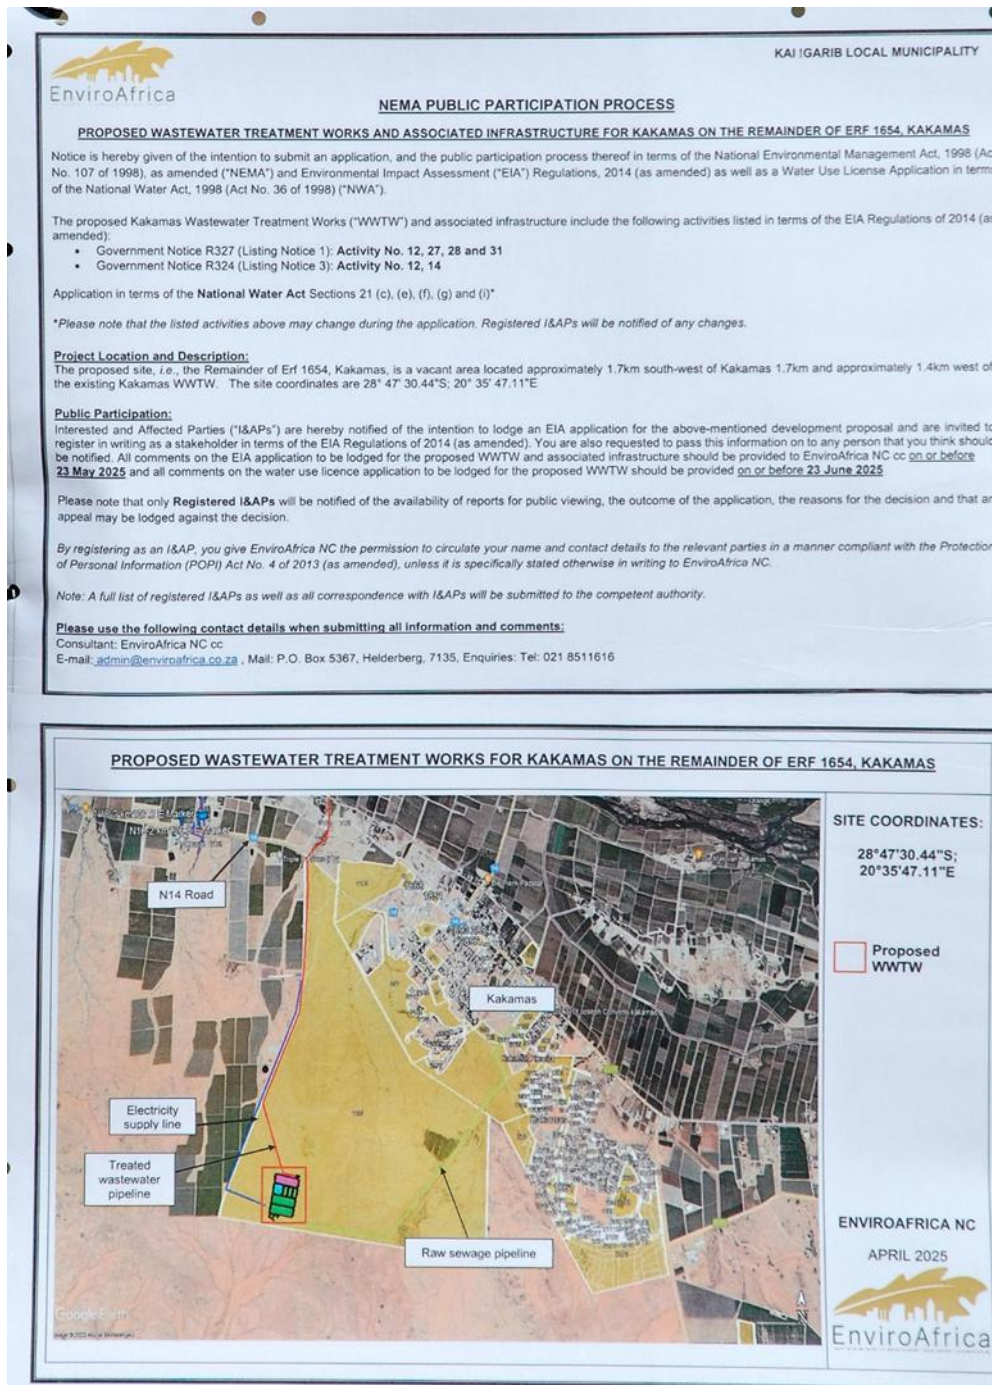 KAI !GARIB LOCAL MUNICIPALITY
EnviroAfrica
NEMA PUBLIC PARTICIPATION PROCESS
PROPOSED WASTEWATER TREATMENT WORKS AND ASSOCIATED INFRASTRUCTURE FOR KAKAMAS ON THE REMAINDER OF ERF 1654, KAKAMAS
Notice is hereby given of the intention to submit an application, and the public participation process thereof in terms of the National Environmental Management Act, 1998 (Ac
No. 107 of 1998), as amended ("NEMA") and Environmental Impact Assessment ("EIA") Regulations, 2014 (as amended) as well as a Water Use License Application in term
of the National Water Act, 1998 (Act No. 36 of 1998) ("NWA").
The proposed Kakamas Wastewater Treatment Works ("WWTW") and associated infrastructure include the following activities listed in terms of the EIA Regulations of 2014 (as
amended):
• Government Notice R327 (Listing Notice 1): Activity No. 12, 27, 28 and 31
• Government Notice R324 (Listing Notice 3): Activity No. 12, 14
Application in terms of the National Water Act Sections 21 (c), (e), (f), (g) and (i)*
*Please note that the listed activities above may change during the application. Registered I&APs will be notified of any changes.
Project Location and Description:
The proposed site, i.e., the Remainder of Erf 1654, Kakamas, is a vacant area located approximately 1.7km south-west of Kakamas 1.7km and approximately 1.4km west of
the existing Kakamas WWTW. The site coordinates are 28° 47' 30.44"S; 20° 35' 47.11"E
Public Participation:
Interested and Affected Parties ("I&APs") are hereby notified of the intention to lodge an EIA application for the above-mentioned development proposal and are invited to
register in writing as a stakeholder in terms of the EIA Regulations of 2014 (as amended). You are also requested to pass this information on to any person that you think should
be notified. All comments on the EIA application to be lodged for the proposed WWTW and associated infrastructure should be provided to EnviroAfrica NC cc on or before
23 May 2025 and all comments on the water use licence application to be lodged for the proposed WWTW should be provided on or before 23 June 2025
Please note that only Registered I&APs will be notified of the availability of reports for public viewing, the outcome of the application, the reasons for the decision and that an
appeal may be lodged against the decision.
By registering as an I&AP, you give EnviroAfrica NC the permission to circulate your name and contact details to the relevant parties in a manner compliant with the Protection
of Personal Information (POPI) Act No. 4 of 2013 (as amended), unless it is specifically stated otherwise in writing to EnviroAfrica NC.
Note: A full list of registered I&APs as well as all correspondence with I&APs will be submitted to the competent authority.
Please use the following contact details when submitting all information and comments:
Consultant: EnviroAfrica NC cc
E-mail: admin@enviroafrica.co.za , Mail: P.O. Box 5367, Helderberg, 7135, Enquiries: Tel: 021 8511616
PROPOSED WASTEWATER TREATMENT WORKS FOR KAKAMAS ON THE REMAINDER OF ERF 1654, KAKAMAS
N14 Road
Kakamas
Electricity
supply line
Treated
wastewater
pipeline
Raw sewage pipeline
Google Earth
N
SITE COORDINATES:
28°47'30.44"S;
20°35'47.11"E
Proposed
WWTW
ENVIROAFRICA NC
APRIL 2025
EnviroAfrica